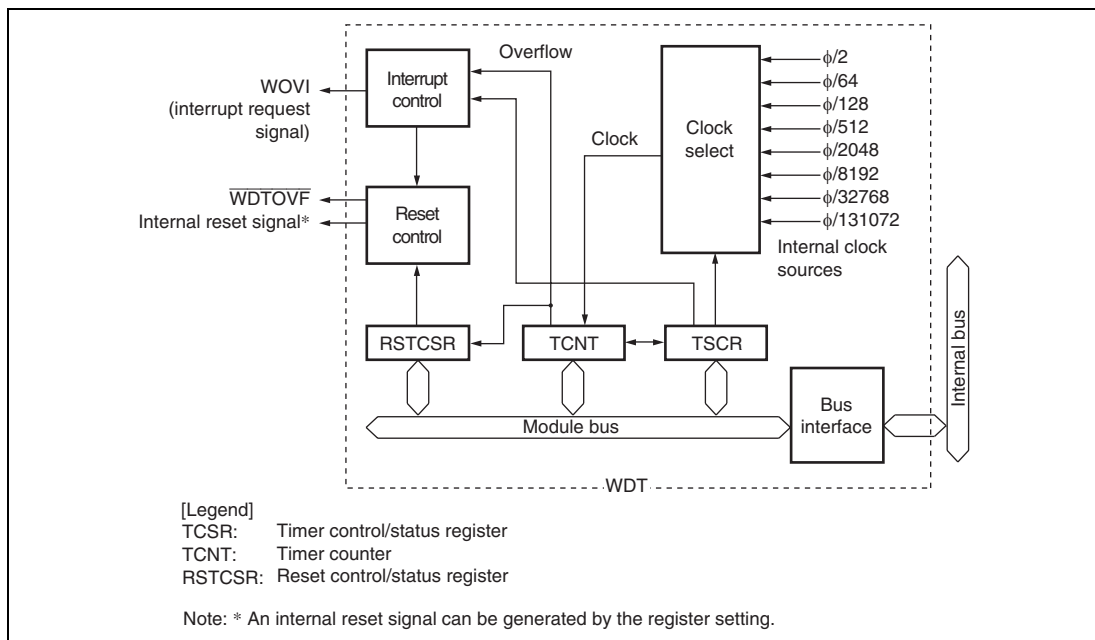 Overflow
WOVI
(interrupt request
signal)
Interrupt
control
Clock
Clock
select
ϕ/2
ϕ/64
ϕ/128
ϕ/512
ϕ/2048
ϕ/8192
ϕ/32768
ϕ/131072
Internal clock
sources
WDTOVF
Internal reset signal*
Reset
control
RSTCSR
TCNT
TSCR
Module bus
Bus
interface
Internal bus
WDT
[Legend]
TCSR: Timer control/status register
TCNT: Timer counter
RSTCSR: Reset control/status register
Note: * An internal reset signal can be generated by the register setting.